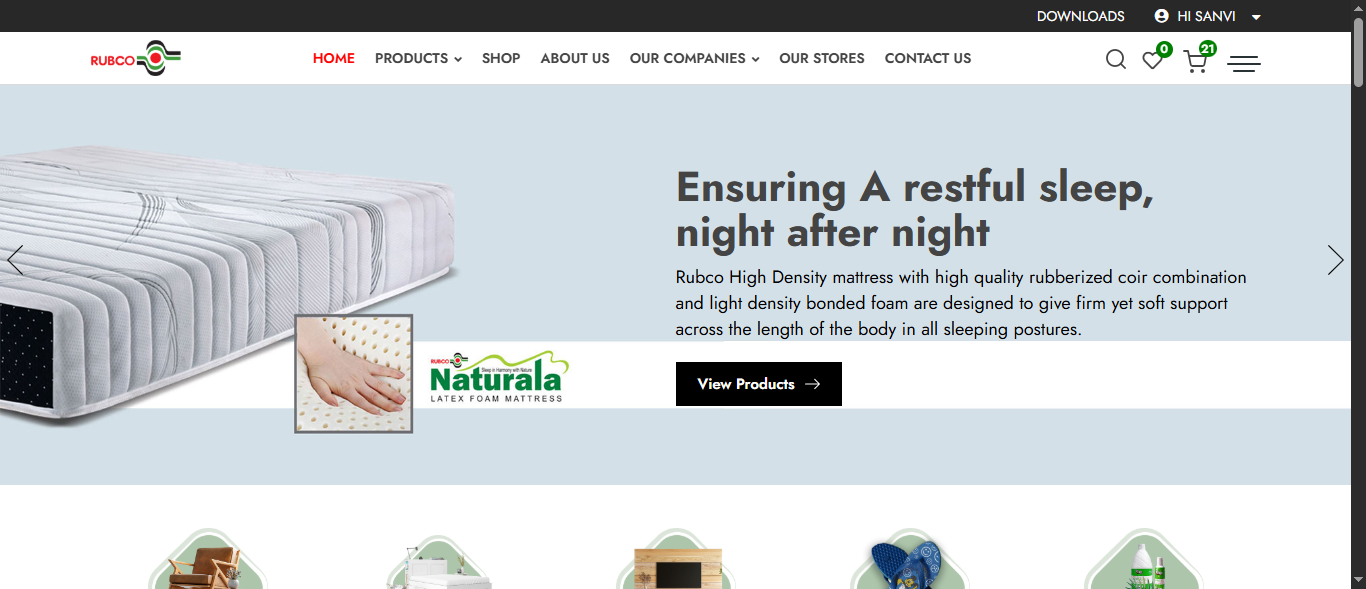 DOWNLOADS HI SANVI
RUBCO HOME PRODUCTS SHOP ABOUT US OUR COMPANIES OUR STORES CONTACT US 0 21
Ensuring A restful sleep,
night after night
Rubco High Density mattress with high quality rubberized coir combination
and light density bonded foam are designed to give firm yet soft support
across the length of the body in all sleeping postures.
RUBCO
Sleep in Harmony with Nature
Naturala
LATEX FOAM MATTRESS
View Products